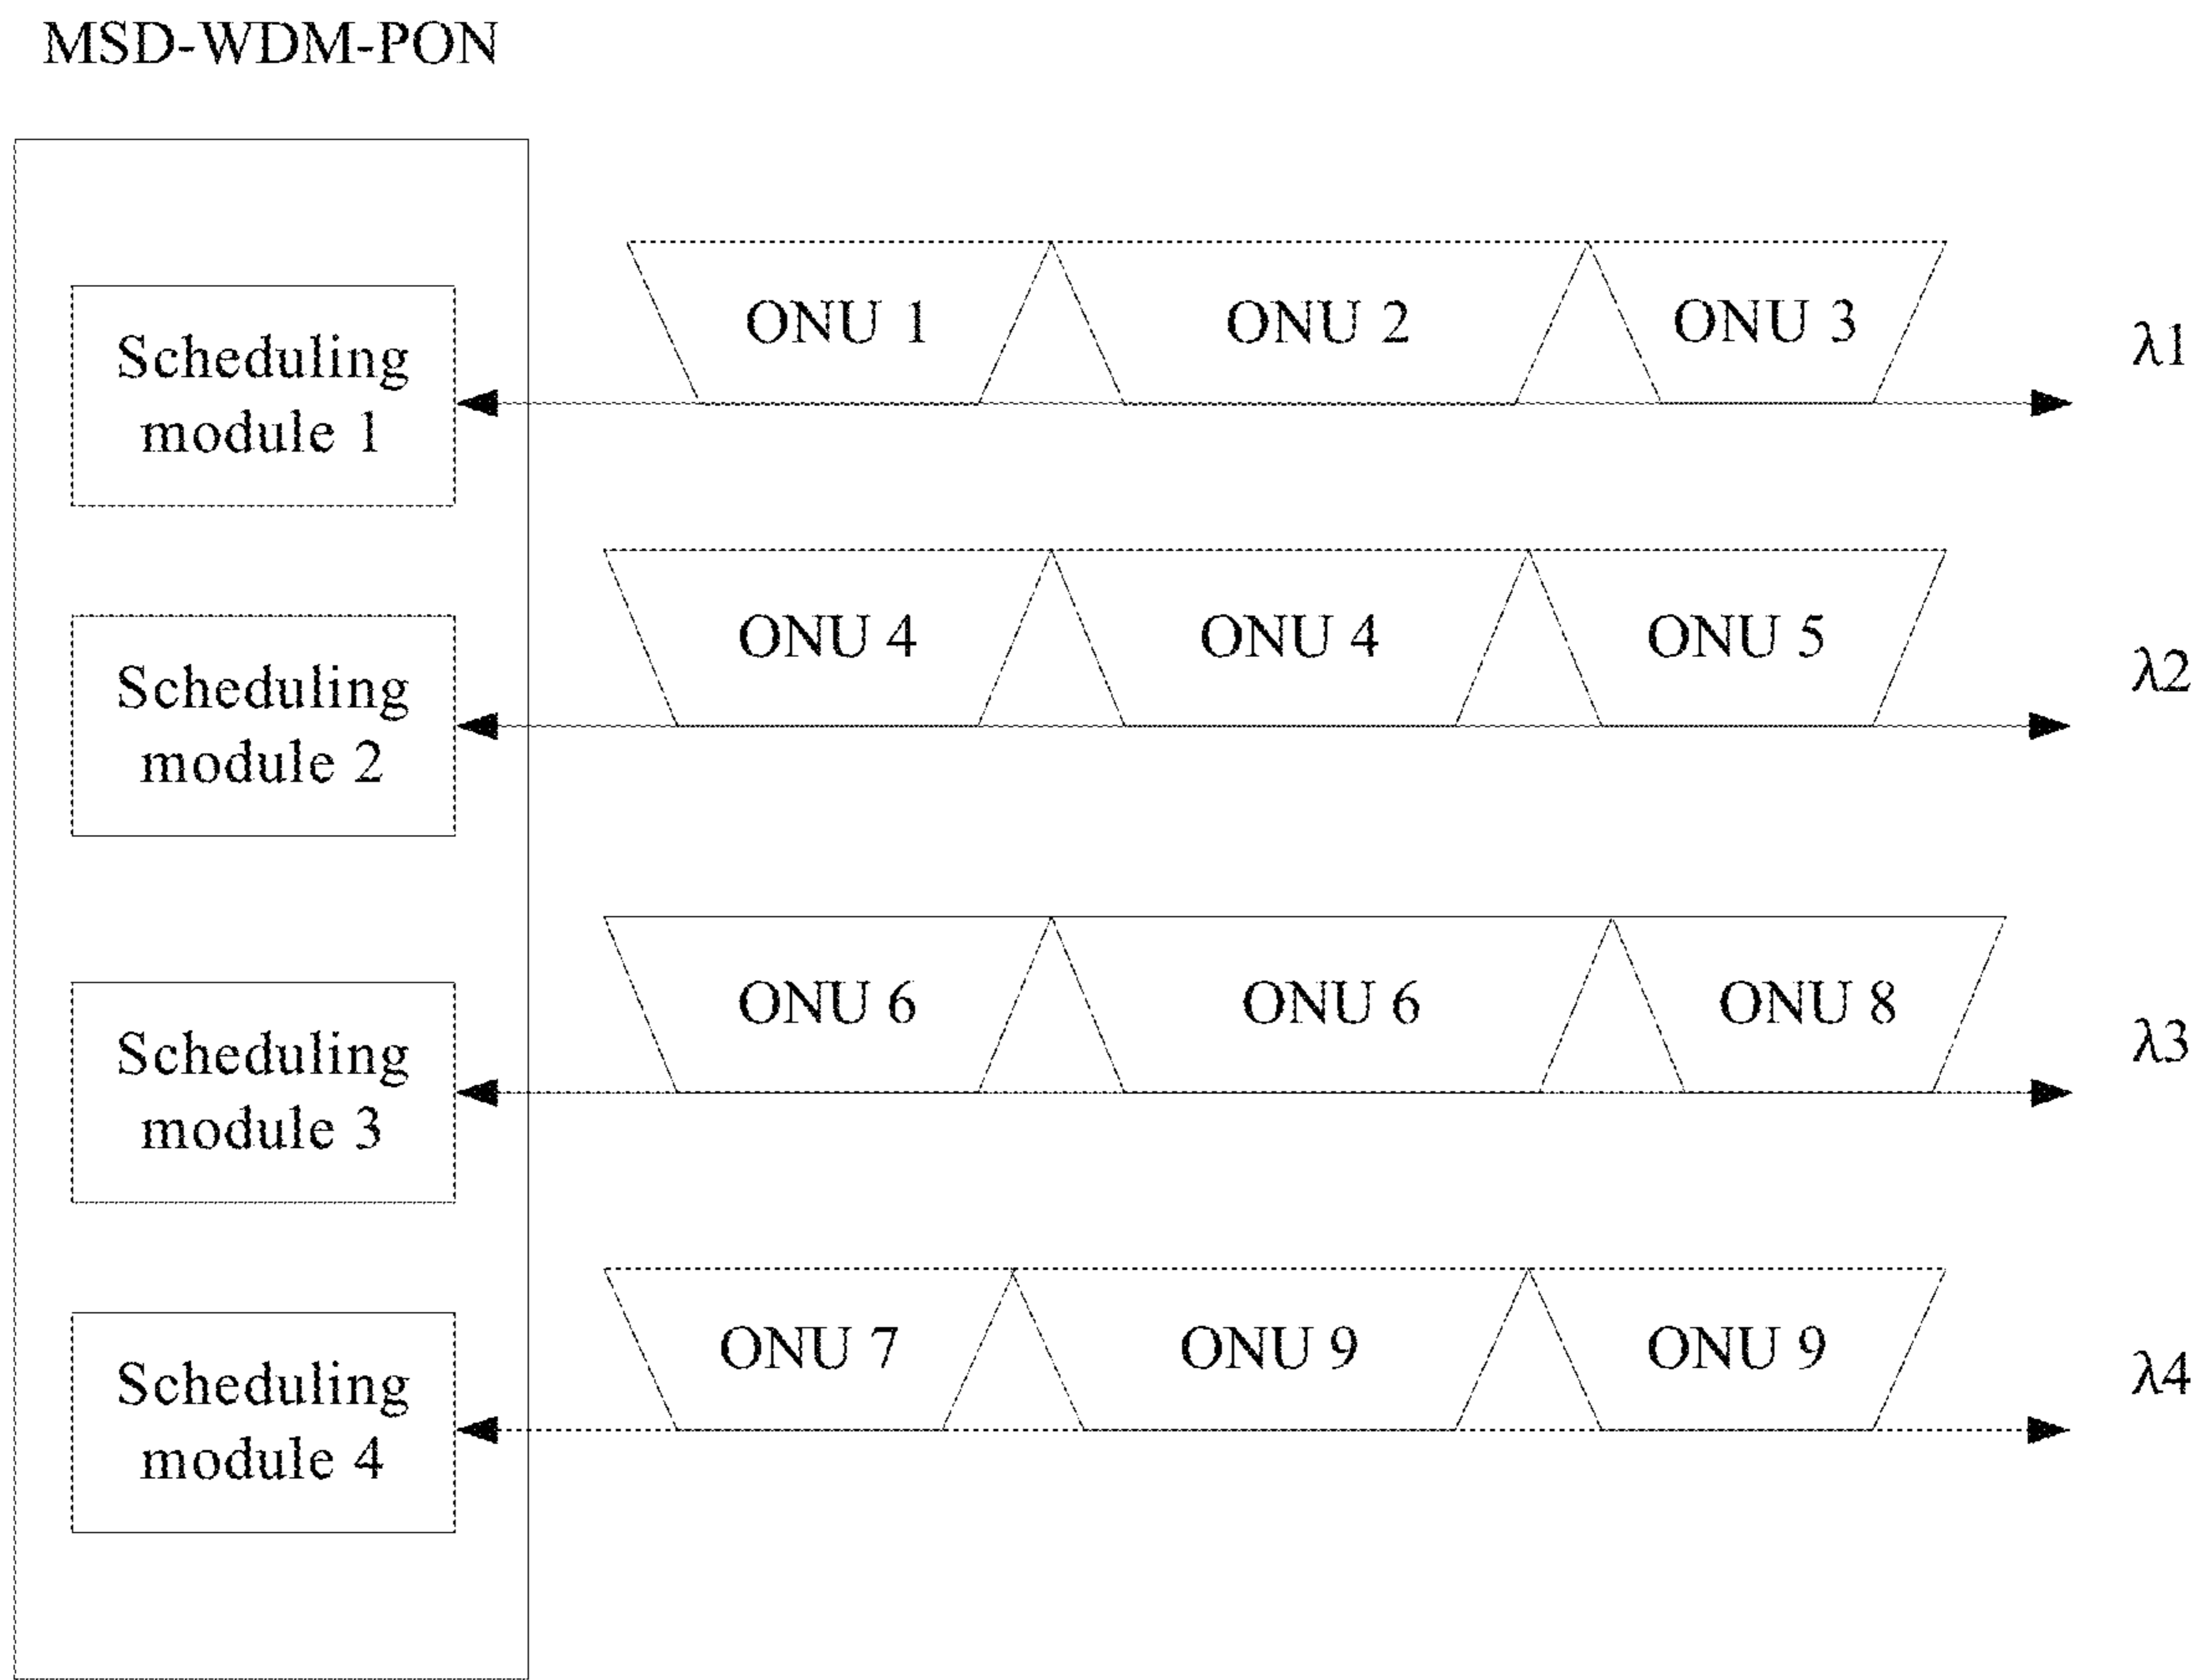 MSD-WDM-PON
Scheduling
module 1
ONU 1
ONU 2
ONU 3
λ1
Scheduling
module 2
ONU 4
ONU 4
ONU 5
λ2
Scheduling
module 3
ONU 6
ONU 6
ONU 8
λ3
Scheduling
module 4
ONU 7
ONU 9
ONU 9
λ4